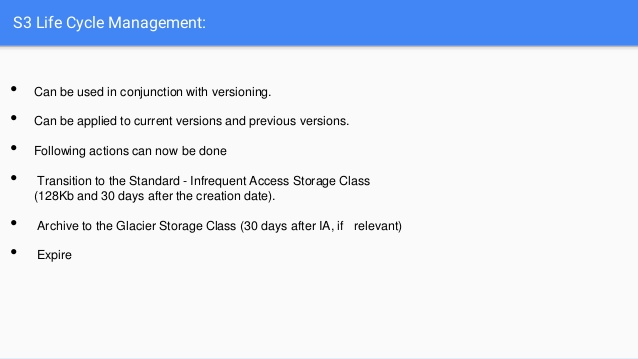 S3 Life Cycle Management:
• Can be used in conjunction with versioning.
• Can be applied to current versions and previous versions.
• Following actions can now be done
• Transition to the Standard - Infrequent Access Storage Class
(128Kb and 30 days after the creation date).
• Archive to the Glacier Storage Class (30 days after IA, if relevant)
• Expire